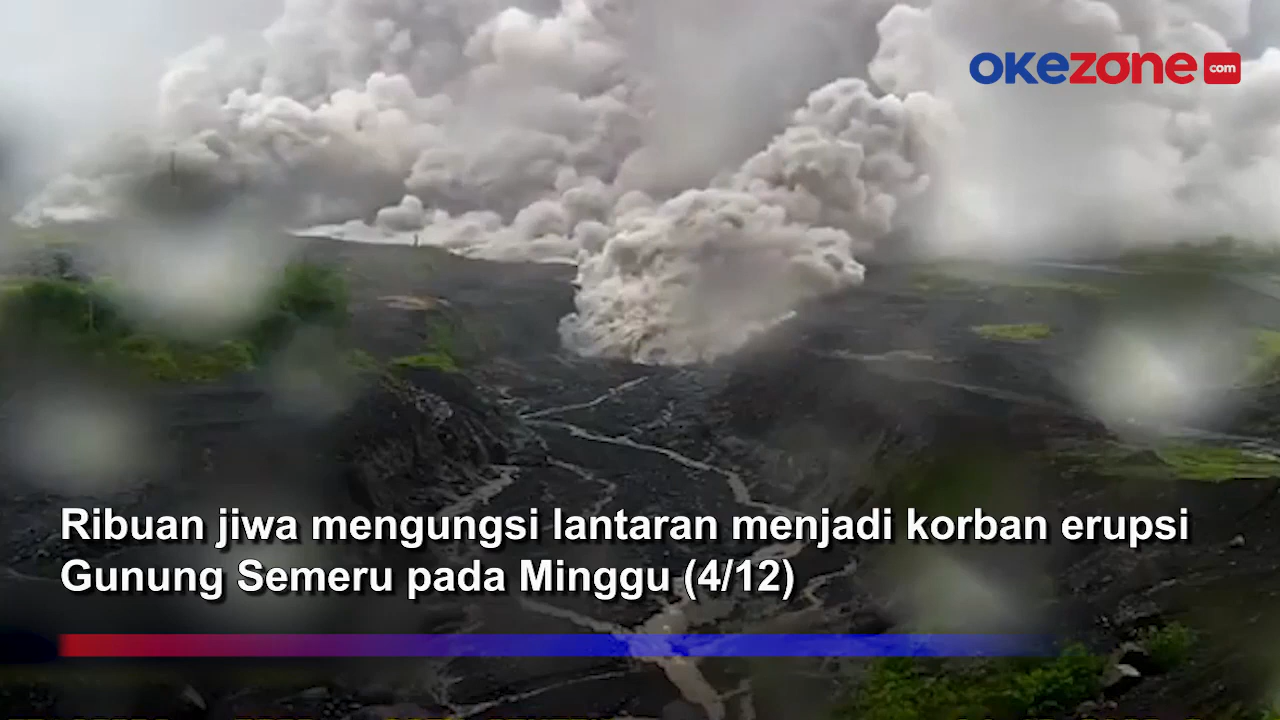 OKEZONE.com
Ribuan jiwa mengungsi lantaran menjadi korban erupsi
Gunung Semeru pada Minggu (4/12)